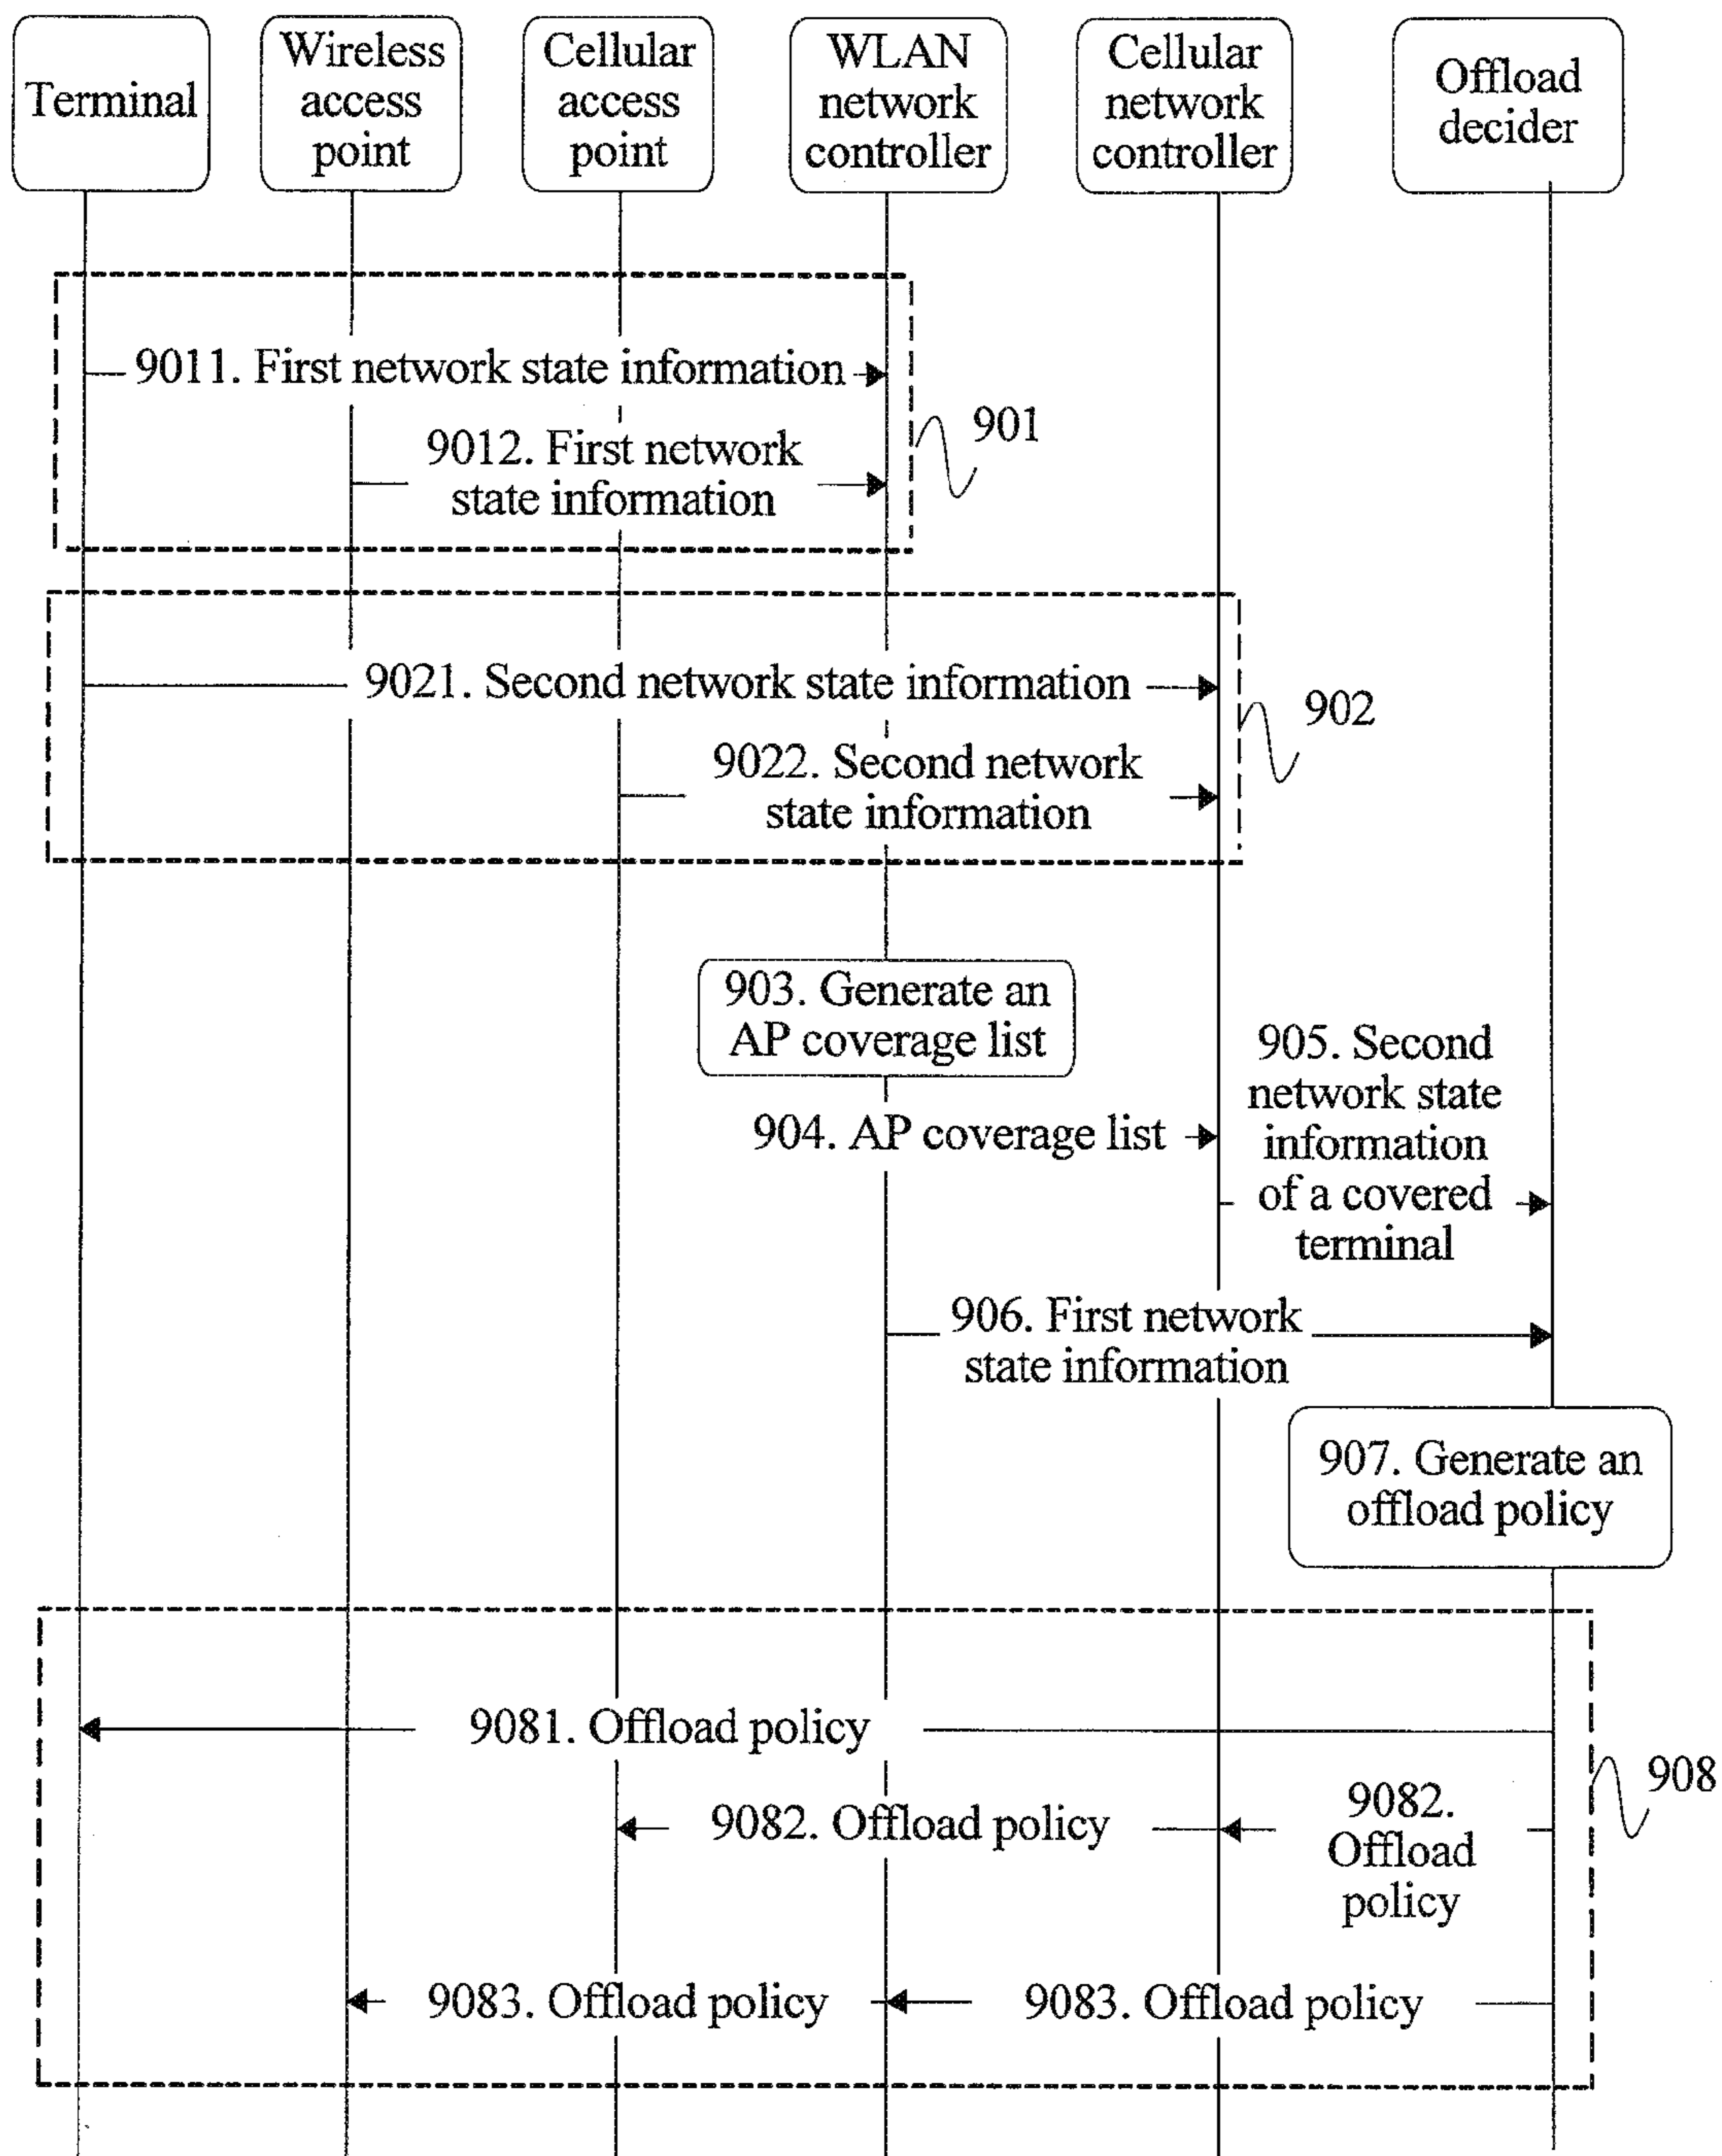 Terminal
Wireless
access
point
Cellular
access
point
WLAN
network
controller
Cellular
network
controller
Offload
decider
9011. First network state information
9012. First network
state information
901
9021. Second network state information
902
9022. Second network
state information
903. Generate an
AP coverage list
904. AP coverage list
905. Second
network state
information
of a covered
terminal
906. First network
state information
907. Generate an
offload policy
9081. Offload policy
908
9082. Offload policy
9082.
Offload
policy
9083. Offload policy
9083. Offload policy